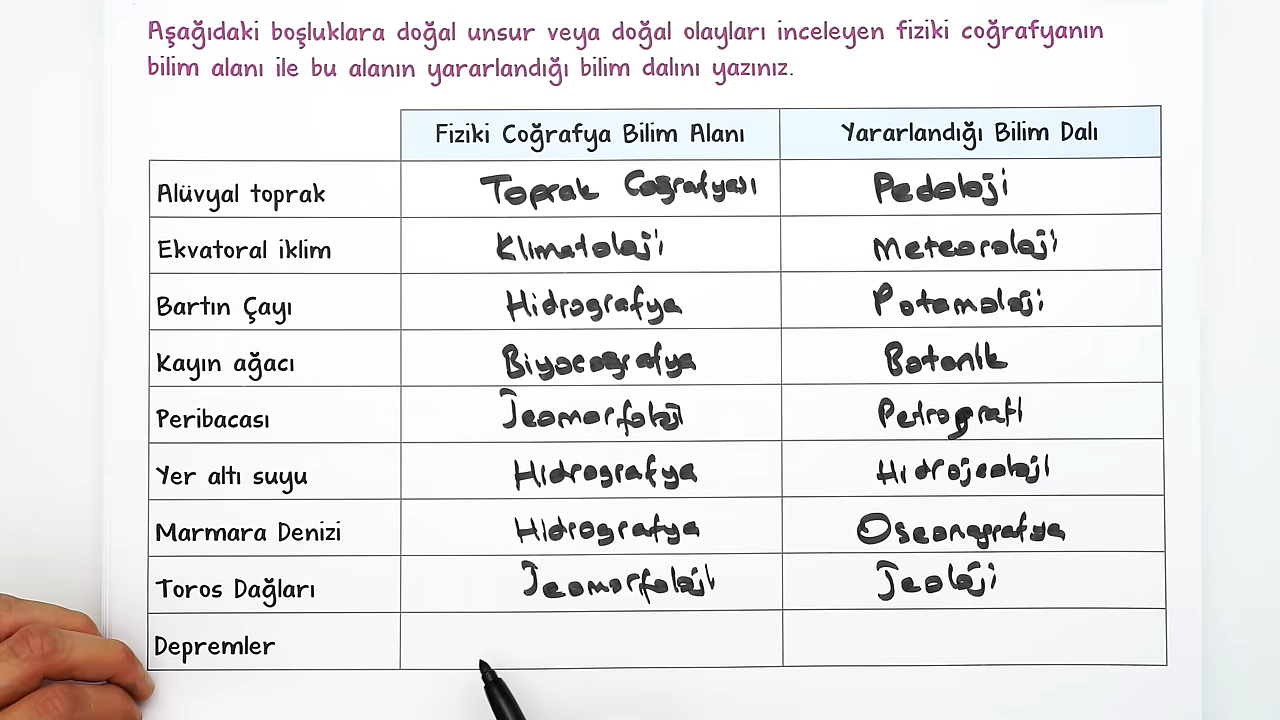 Aşağıdaki boşluklara doğal unsur veya doğal olayları inceleyen fiziki coğrafyanın
bilim alanı ile bu alanın yararlandığı bilim dalını yazınız.
Fiziki Coğrafya Bilim Alanı Yararlandığı Bilim Dalı
Alüvyal toprak Toprak Coğrafyası Pedoloji
Ekvatoral iklim Klimatoloji Meteoroloji
Bartın Çayı Hidrografya Potamoloji
Kayın ağacı Biyocoğrafya Botanik
Peribacası Jeomorfoloji Petrografi
Yer altı suyu Hidrografya Hidrojeoloji
Marmara Denizi Hidrografya Oseonografya
Toros Dağları Jeomorfoloji Jeoloji
Depremler